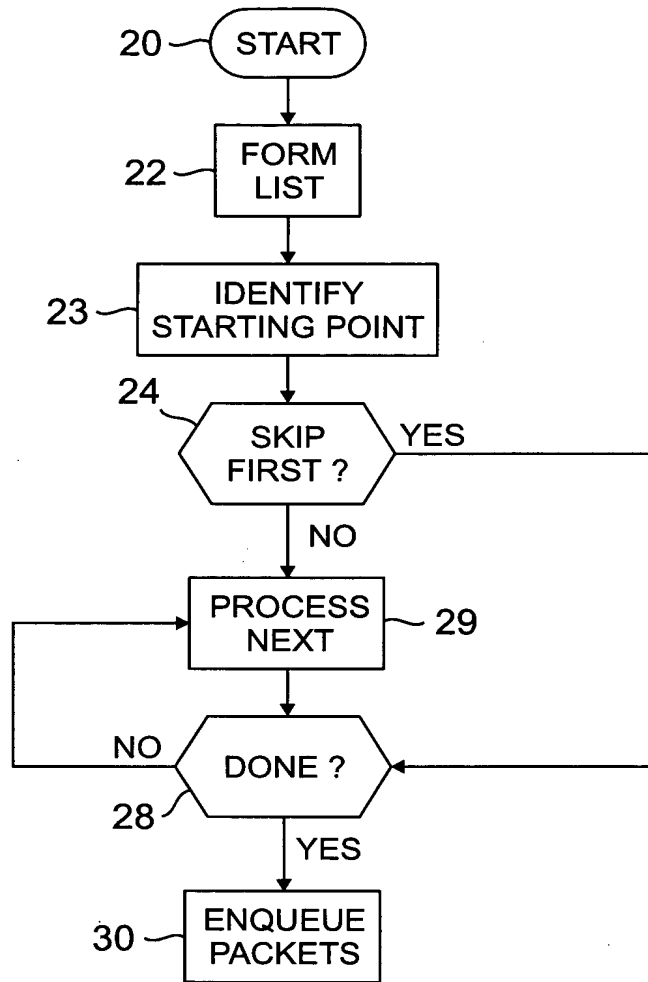 20
START
22
FORM
LIST
23
IDENTIFY
STARTING POINT
24
SKIP
FIRST ?
YES
NO
PROCESS
NEXT
29
NO
DONE ?
28
YES
30
ENQUEUE
PACKETS